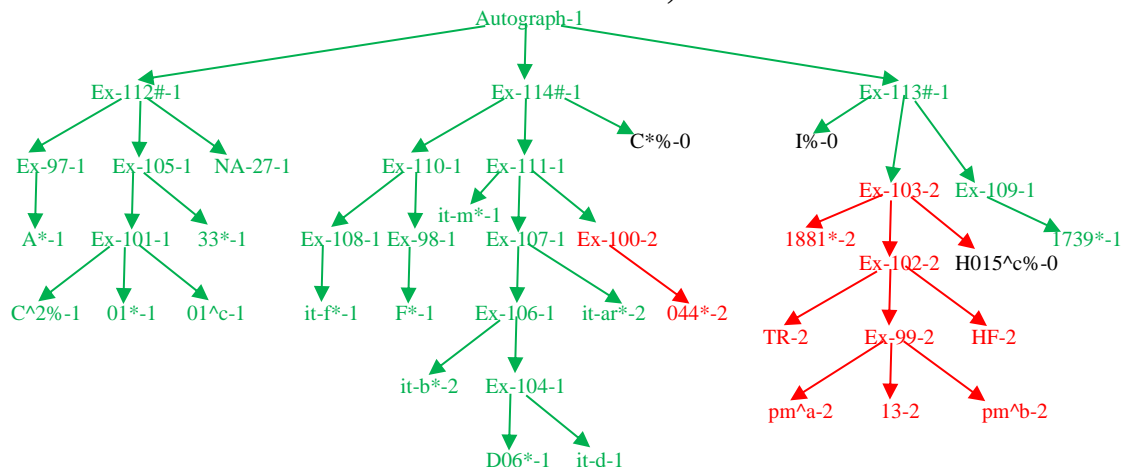 Autograph-1
Ex-112#-1 Ex-114#-1 Ex-113#-1
C*%-0 I%-0
Ex-97-1 Ex-105-1 NA-27-1 Ex-110-1 Ex-111-1
Ex-103-2 Ex-109-1
it-m*-1
A*-1 Ex-101-1 33*-1 Ex-108-1 Ex-98-1 Ex-107-1 Ex-100-2 1881*-2 1739*-1
Ex-102-2 H015^c%-0
C^2%-1 01*-1 01^c-1 it-f*-1 F*-1 Ex-106-1 it-ar*-2 044*-2
TR-2 Ex-99-2 HF-2
it-b*-2 Ex-104-1
pm^a-2 13-2 pm^b-2
D06*-1 it-d-1